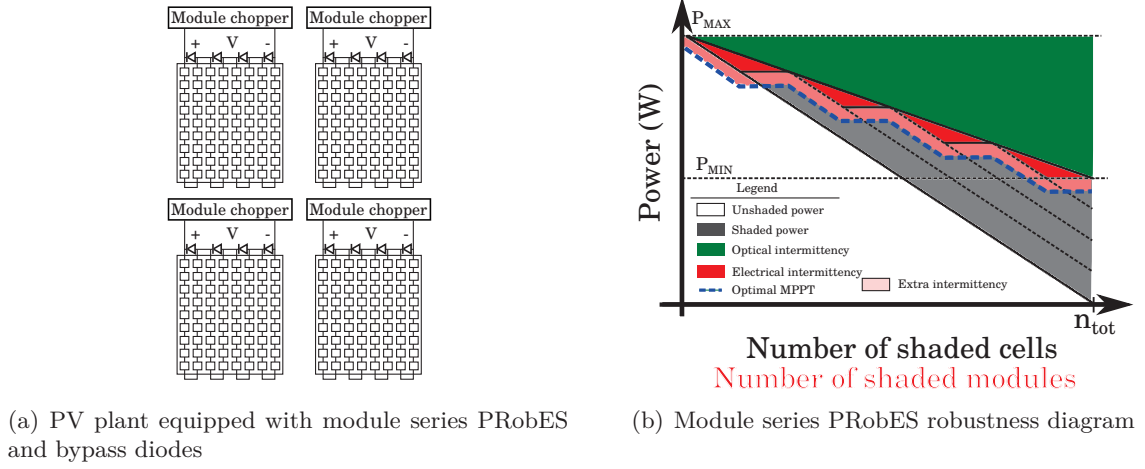 Module chopper
Module chopper
+ V -
+ V -
Module chopper
Module chopper
+ V -
+ V -
(a) PV plant equipped with module series PRobES
and bypass diodes
P_MAX
Power (W)
P_MIN
Legend
Unshaded power
Shaded power
Optical intermittency
Electrical intermittency
Optimal MPPT
Extra intermittency
n_tot
Number of shaded cells
Number of shaded modules
(b) Module series PRobES robustness diagram